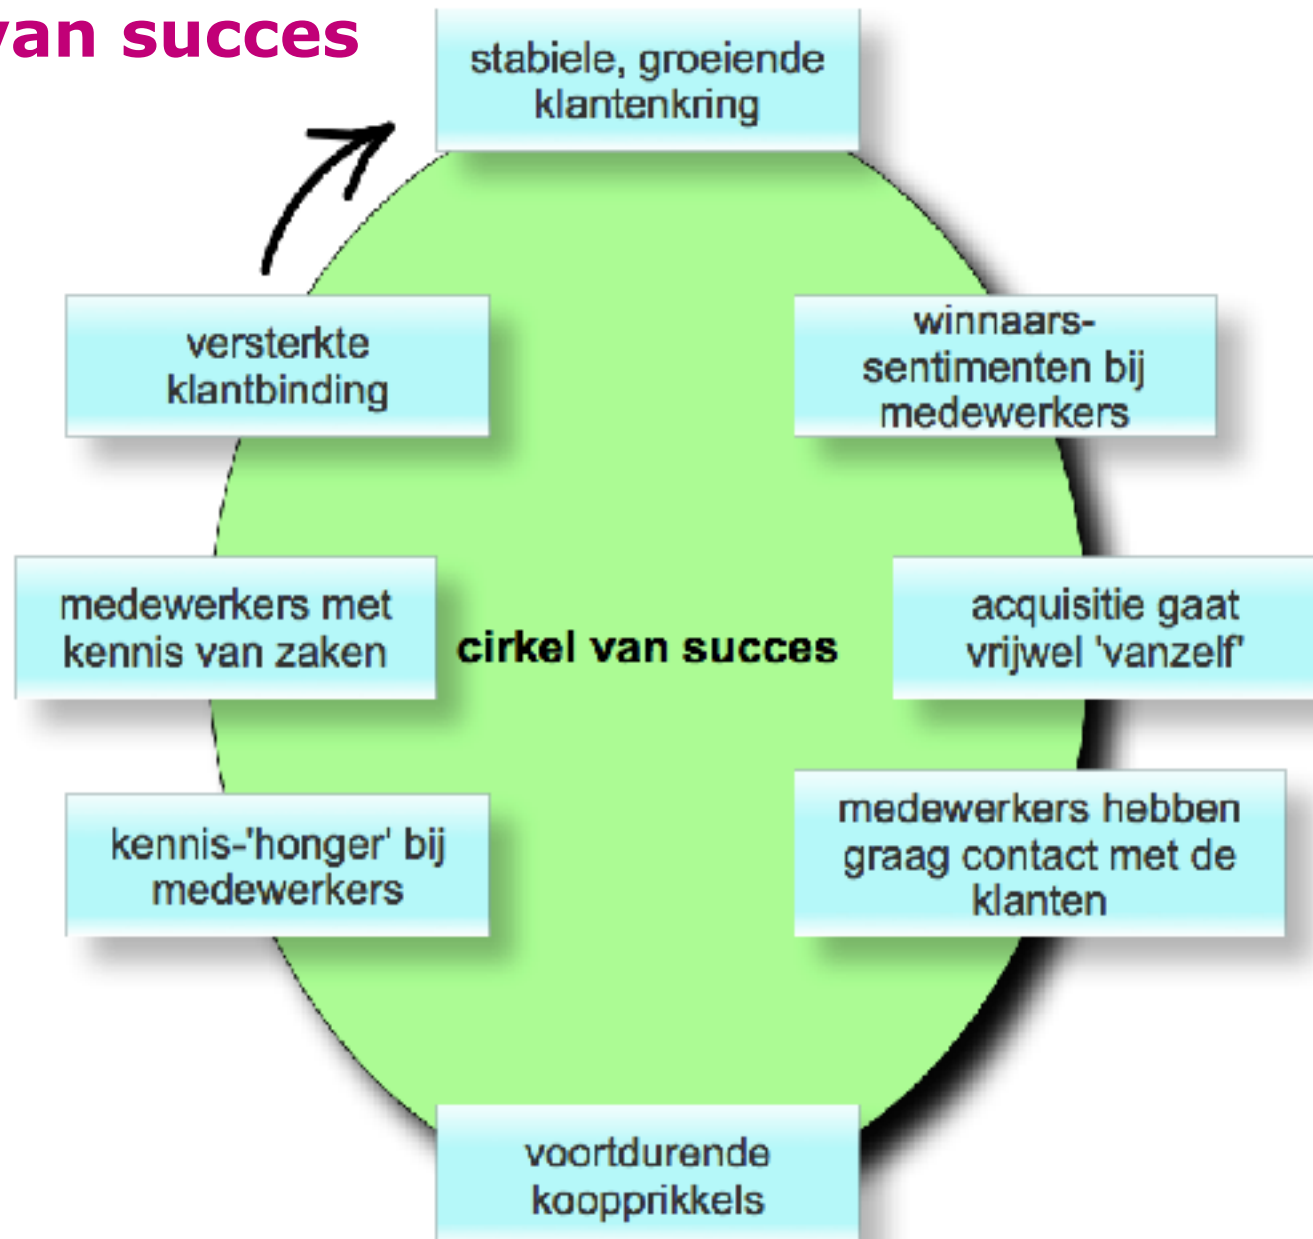 van succes
stabiele, groeiende
klantenkring
versterkte
klantbinding
winnaars-
sentimenten bij
medewerkers
medewerkers met
kennis van zaken
cirkel van succes
acquisitie gaat
vrijwel 'vanzelf'
kennis-'honger' bij
medewerkers
medewerkers hebben
graag contact met de
klanten
voortdurende
koopprikkels